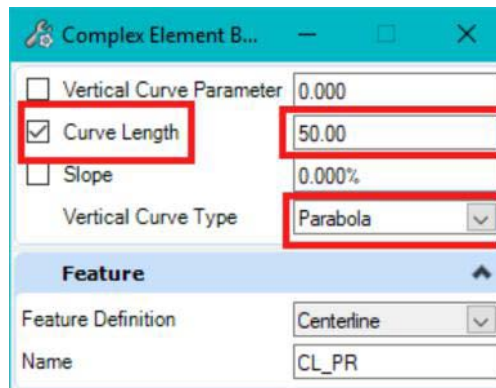 Complex Element B...
Vertical Curve Parameter 0.000
Curve Length 50.00
Slope 0.000%
Vertical Curve Type Parabola
Feature
Feature Definition Centerline
Name CL_PR